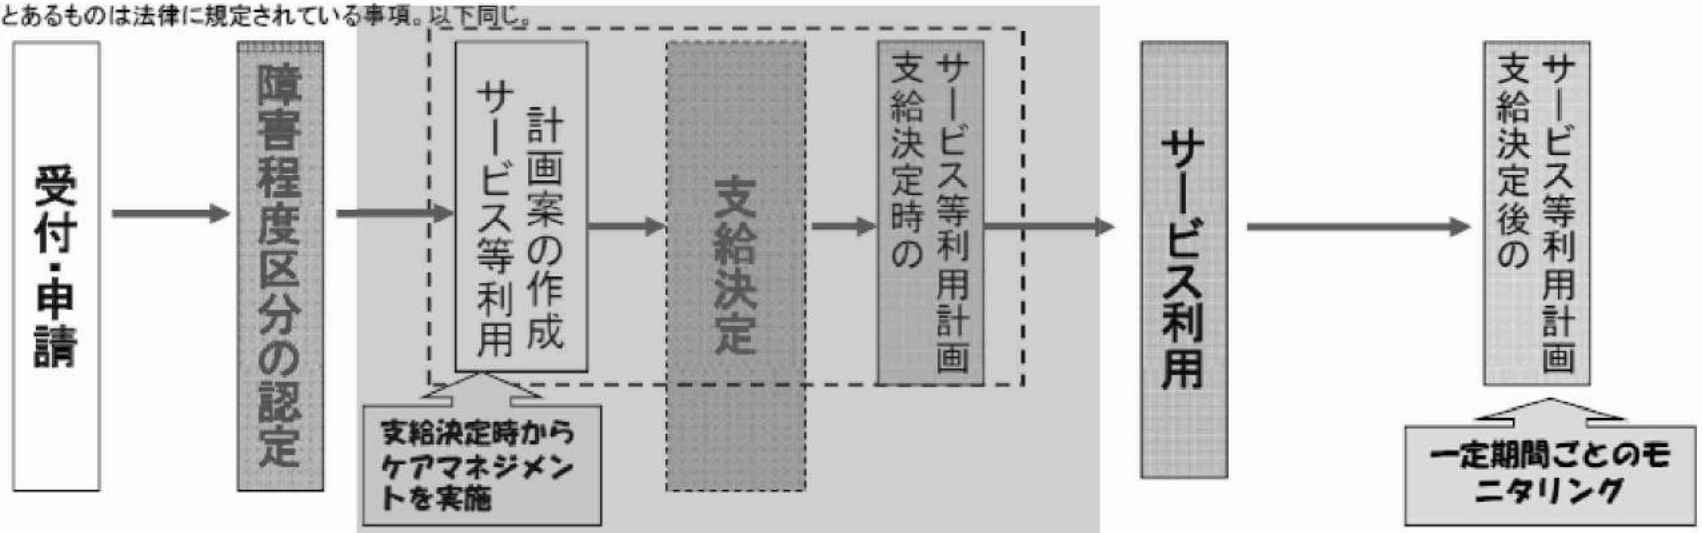 とあるものは法律に規定されている事項。以下同じ。
受付・申請
障害程度区分の認定
サービス等利用
計画案の作成
支給決定時から
ケアマネジメン
トを実施
支給決定
支給決定時の
サービス等利用計画
サービス利用
支給決定後の
サービス等利用計画
一定期間ごとのモ
ニタリング